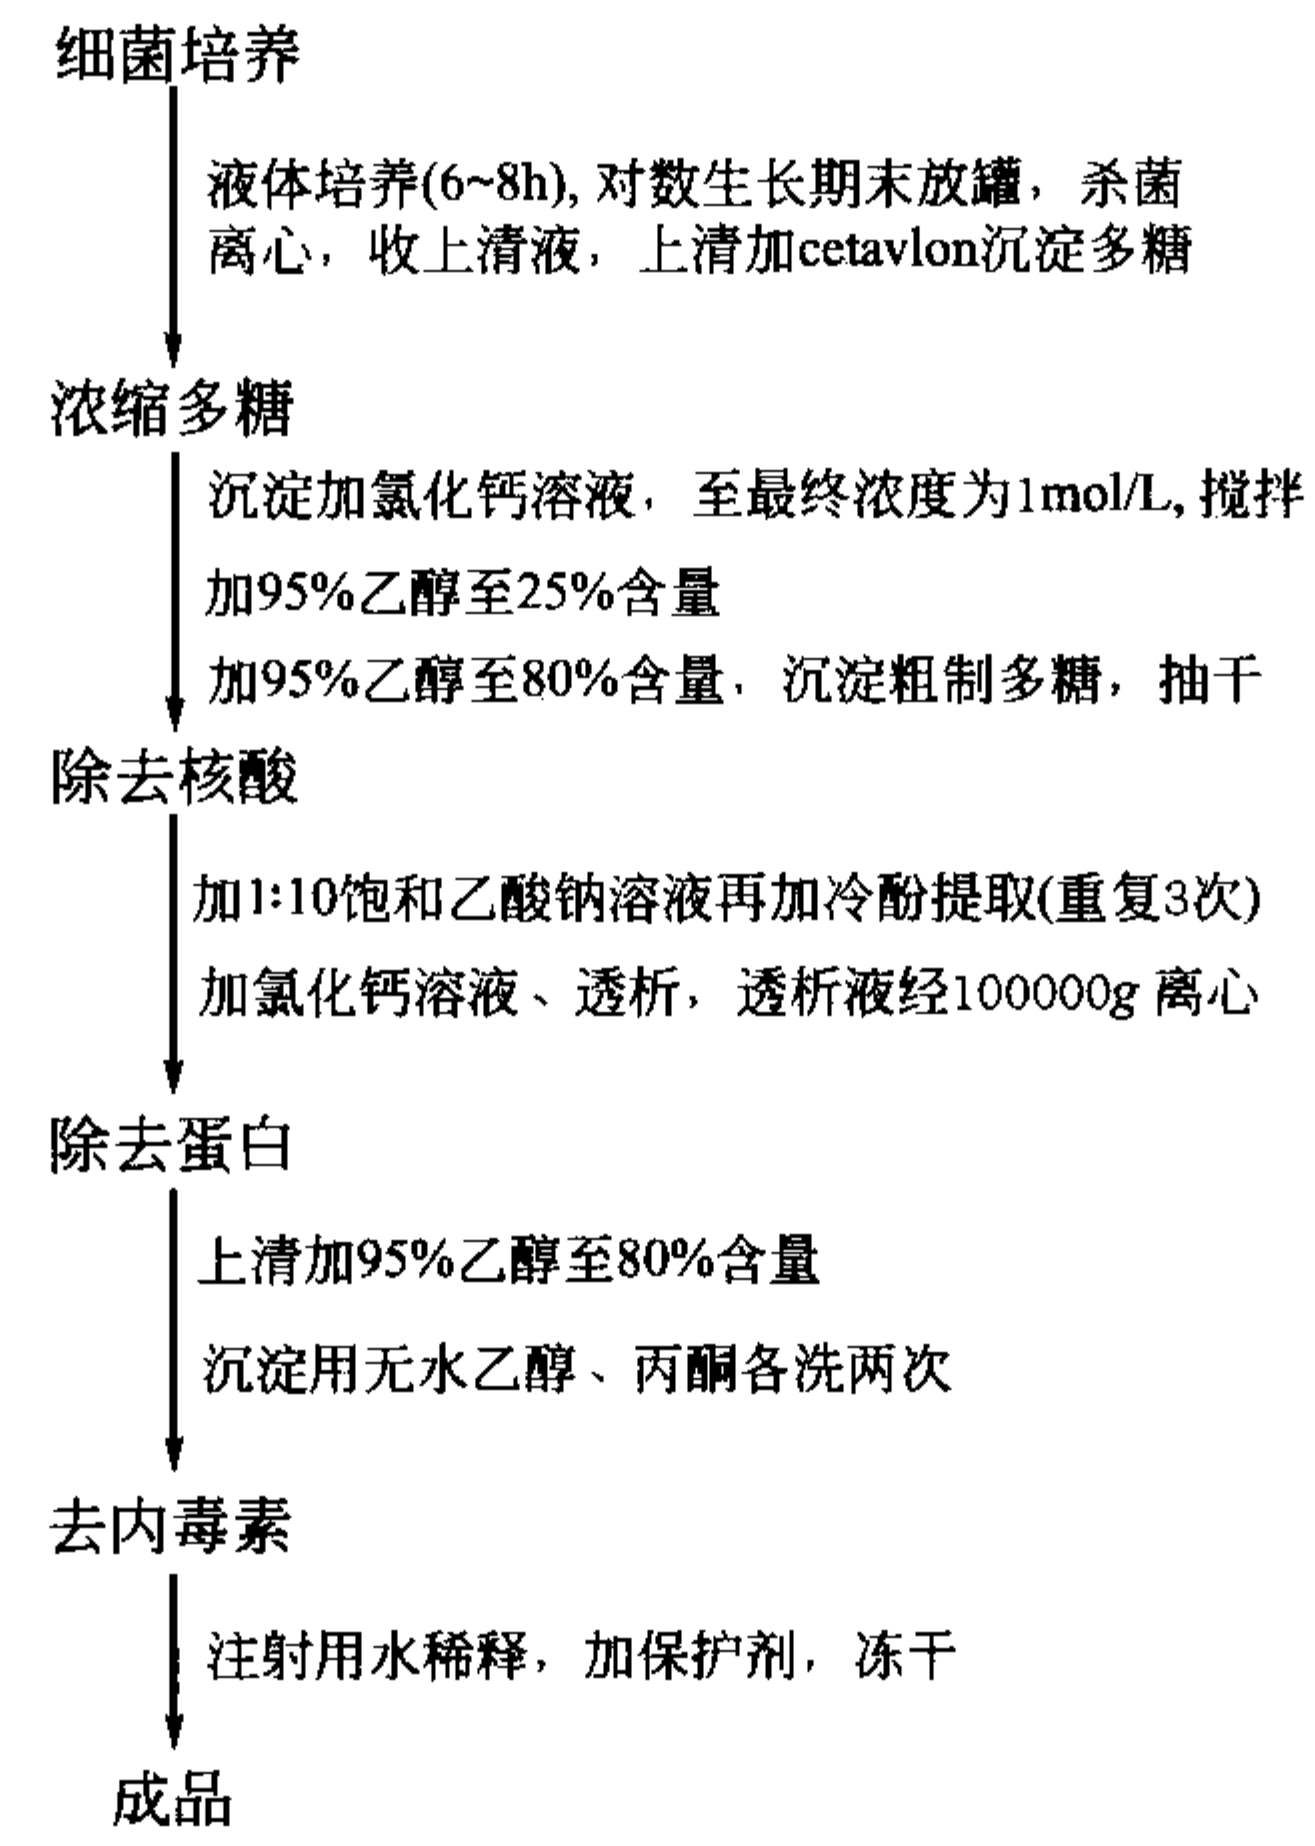 细菌培养
液体培养(6~8h), 对数生长期末放罐，杀菌
离心，收上清液，上清加cetavlon沉淀多糖
浓缩多糖
沉淀加氯化钙溶液，至最终浓度为1mol/L, 搅拌
加95%乙醇至25%含量
加95%乙醇至80%含量，沉淀粗制多糖，抽干
除去核酸
加1:10饱和乙酸钠溶液再加冷酚提取(重复3次)
加氯化钙溶液、透析，透析液经100000g 离心
除去蛋白
上清加95%乙醇至80%含量
沉淀用无水乙醇、丙酮各洗两次
去内毒素
注射用水稀释，加保护剂，冻干
成品